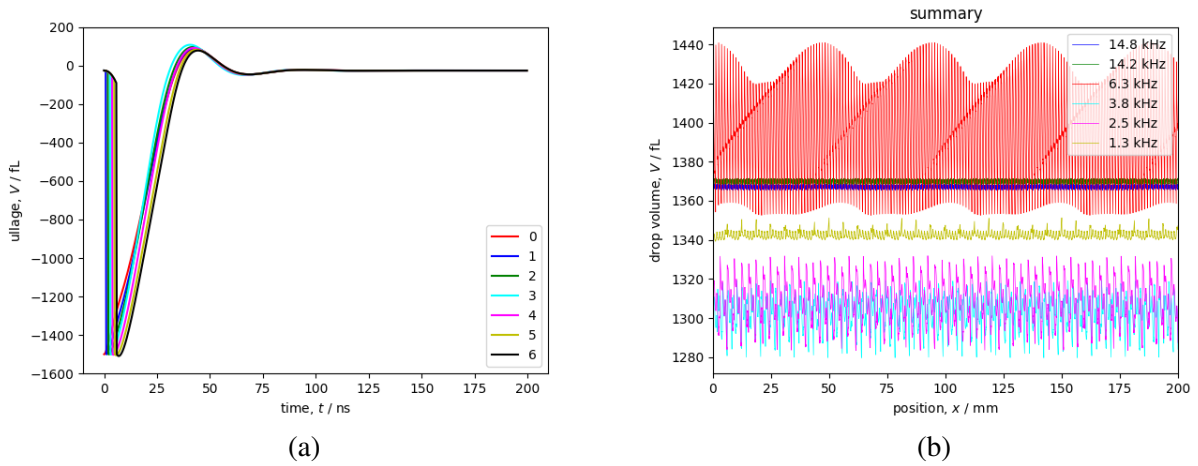 200
0
−200
−400
−600
−800
−1000
−1200
−1400
−1600
ullage, V / fL
0
1
2
3
4
5
6
0 25 50 75 100 125 150 175 200
time, t / ns
(a)
summary
1440
1420
1400
1380
1360
1340
1320
1300
1280
drop volume, V / fL
14.8 kHz
14.2 kHz
6.3 kHz
3.8 kHz
2.5 kHz
1.3 kHz
0 25 50 75 100 125 150 175 200
position, x / mm
(b)